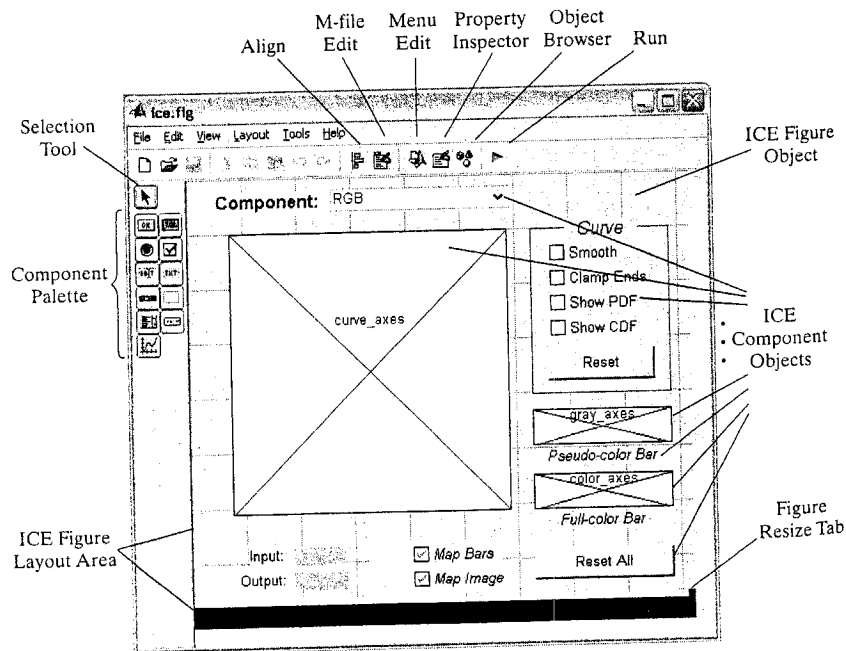 M-file Edit
Menu Edit
Property Inspector
Object Browser
Align
Run
ice.fig
File Edit View Layout Tools Help
Selection Tool
ICE Figure Object
Component: RGB
Curve
Smooth
Clamp Ends
Show PDF
Show CDF
Reset
Component Palette
OK
curve_axes
ICE Component Objects
gray_axes
Pseudo-color Bar
color_axes
Full-color Bar
Figure Resize Tab
ICE Figure Layout Area
Input:
Output:
Map Bars
Map Image
Reset All